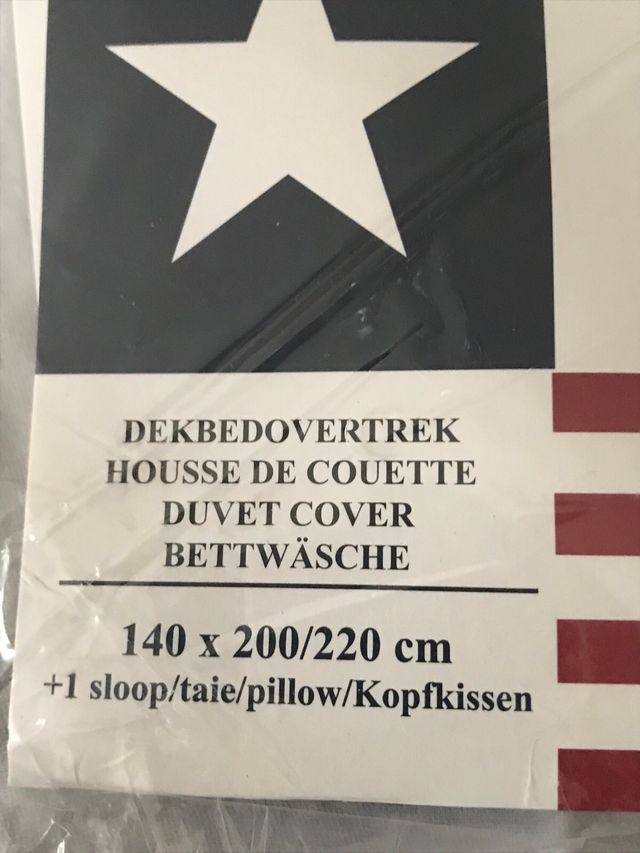 DEKBEDOVERTREK
HOUSSE DE COUETTE
DUVET COVER
BETTWÄSCHE
140 x 200/220 cm
+1 sloop/taie/pillow/Kopfkissen